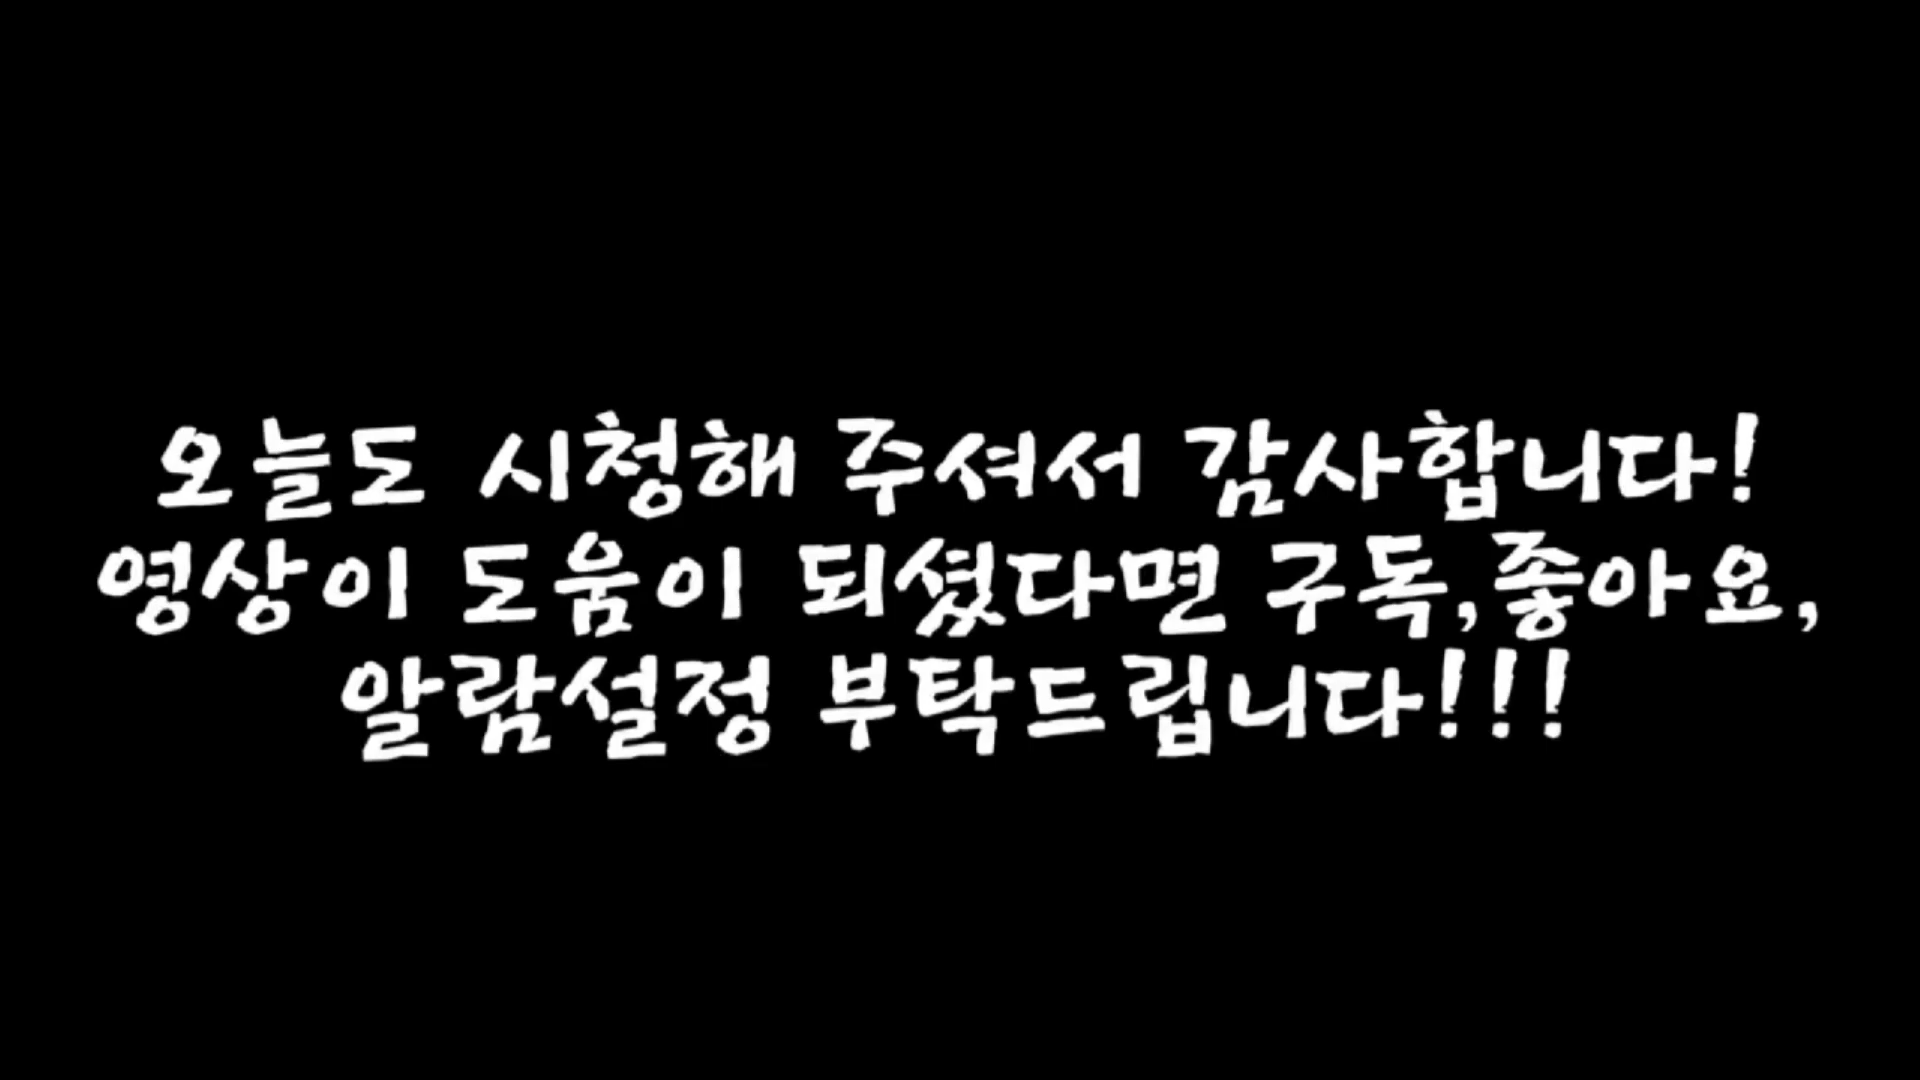 오늘도 시청해 주셔서 감사합니다!
영상이 도움이 되셨다면 구독,좋아요,
알람설정 부탁드립니다!!!